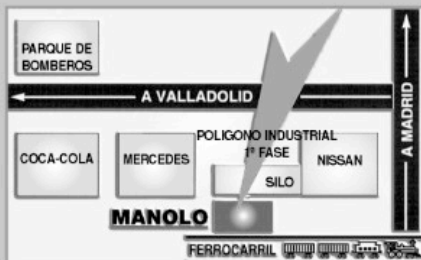 PARQUE DE
BOMBEROS
A VALLADOLID
A MADRID
POLIGONO INDUSTRIAL
1ª FASE
COCA-COLA
MERCEDES
SILO
NISSAN
MANOLO
FERROCARRIL